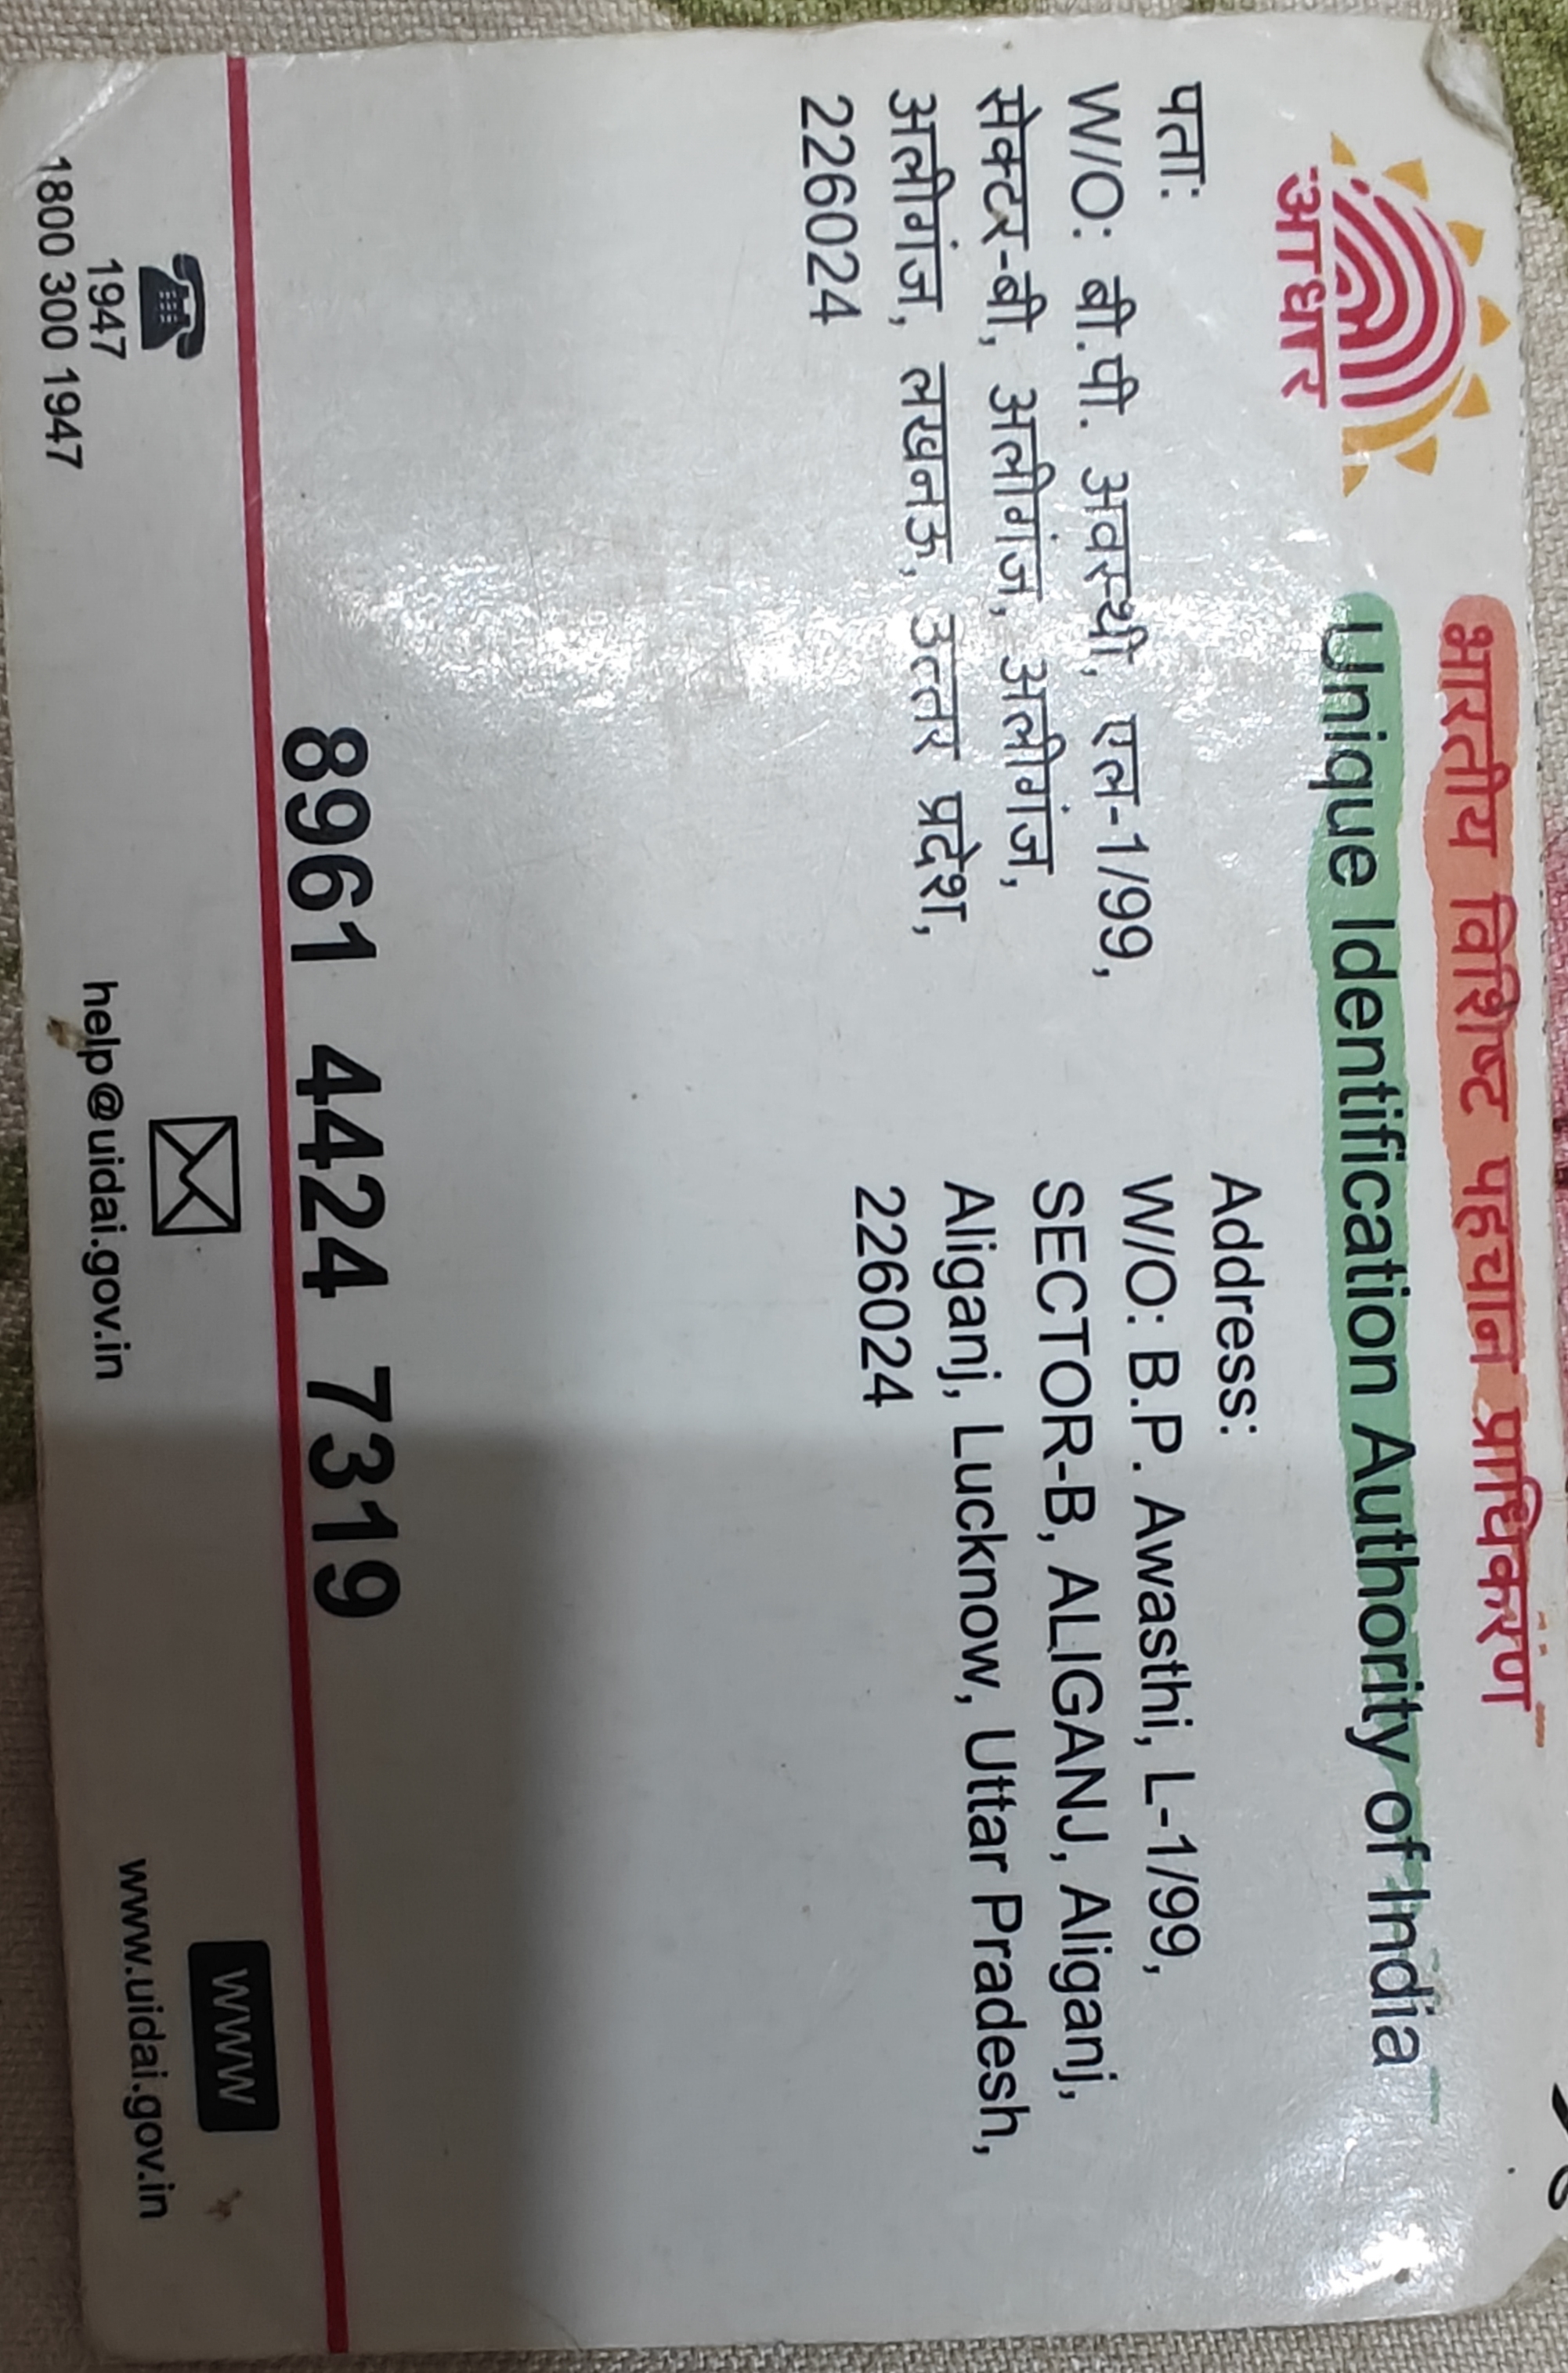 भारतीय विशिष्ट पहचान प्राधिकरण
Unique Identification Authority of India
आधार
पता:
W/O: बी.पी. अवस्थी, एल-1/99,
सेक्टर-बी, अलीगंज, अलीगंज,
अलीगंज, लखनऊ, उत्तर प्रदेश,
226024
Address:
W/O: B.P. Awasthi, L-1/99,
SECTOR-B, ALIGANJ, Aliganj,
Aliganj, Lucknow, Uttar Pradesh,
226024
8961 4424 7319
1947
1800 300 1947
help@uidai.gov.in
www
www.uidai.gov.in